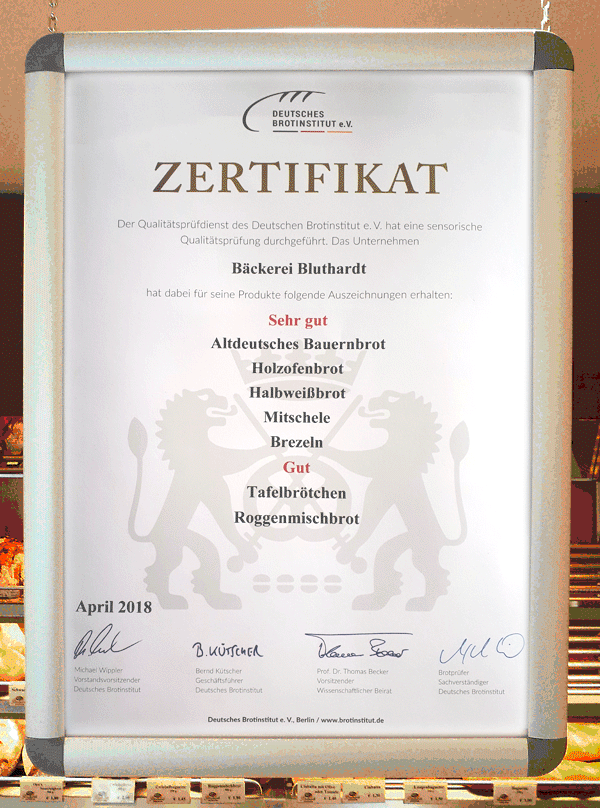 DEUTSCHES
BROTINSTITUT e.V.
ZERTIFIKAT
Der Qualitätsprüfdienst des Deutschen Brotinstitut e. V. hat eine sensorische
Qualitätsprüfung durchgeführt. Das Unternehmen
Bäckerei Bluthardt
hat dabei für seine Produkte folgende Auszeichnungen erhalten:
Sehr gut
Altdeutsches Bauernbrot
Holzofenbrot
Halbweißbrot
Mitschele
Brezeln
Gut
Tafelbrötchen
Roggenmischbrot
April 2018
B. KÜTSCHER
Michael Wippler
Vorstandsvorsitzender
Deutsches Brotinstitut
Bernd Kütscher
Geschäftsführer
Deutsches Brotinstitut
Prof. Dr. Thomas Becker
Vorsitzender
Wissenschaftlicher Beirat
Brotprüfer
Sachverständiger
Deutsches Brotinstitut
Deutsches Brotinstitut e. V., Berlin / www.brotinstitut.de